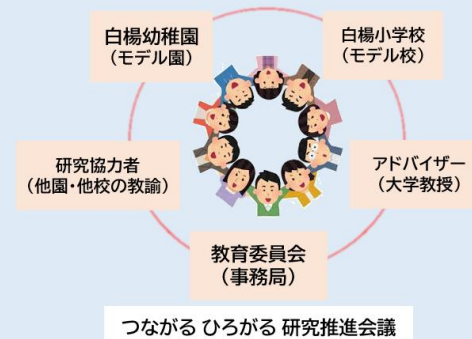 白楊幼稚園
（モデル園）
白楊小学校
（モデル校）
研究協力者
（他園・他校の教諭）
アドバイザー
（大学教授）
教育委員会
（事務局）
つながる ひろがる 研究推進会議